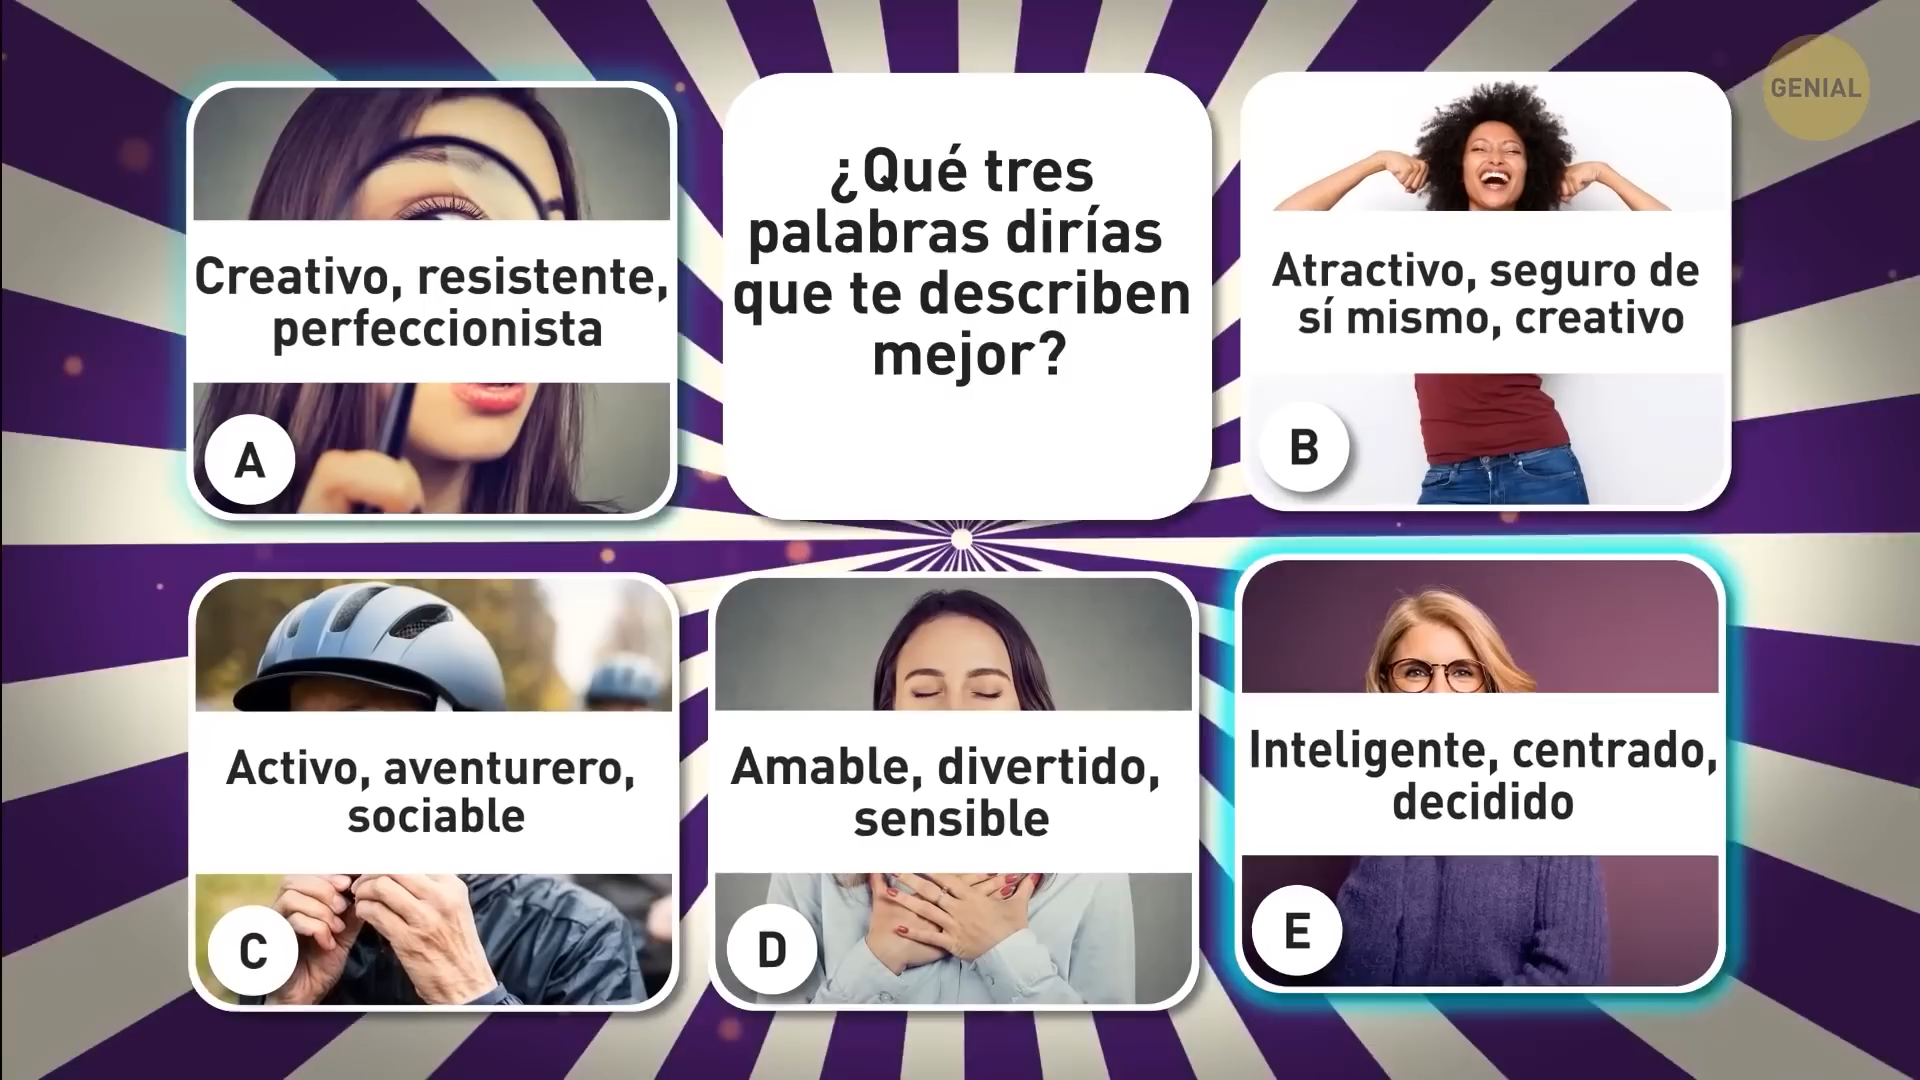 Creativo, resistente,
perfeccionista
A
¿Qué tres
palabras dirías
que te describen
mejor?
Atractivo, seguro de
sí mismo, creativo
B
GENIAL
Activo, aventurero,
sociable
C
Amable, divertido,
sensible
D
Inteligente, centrado,
decidido
E